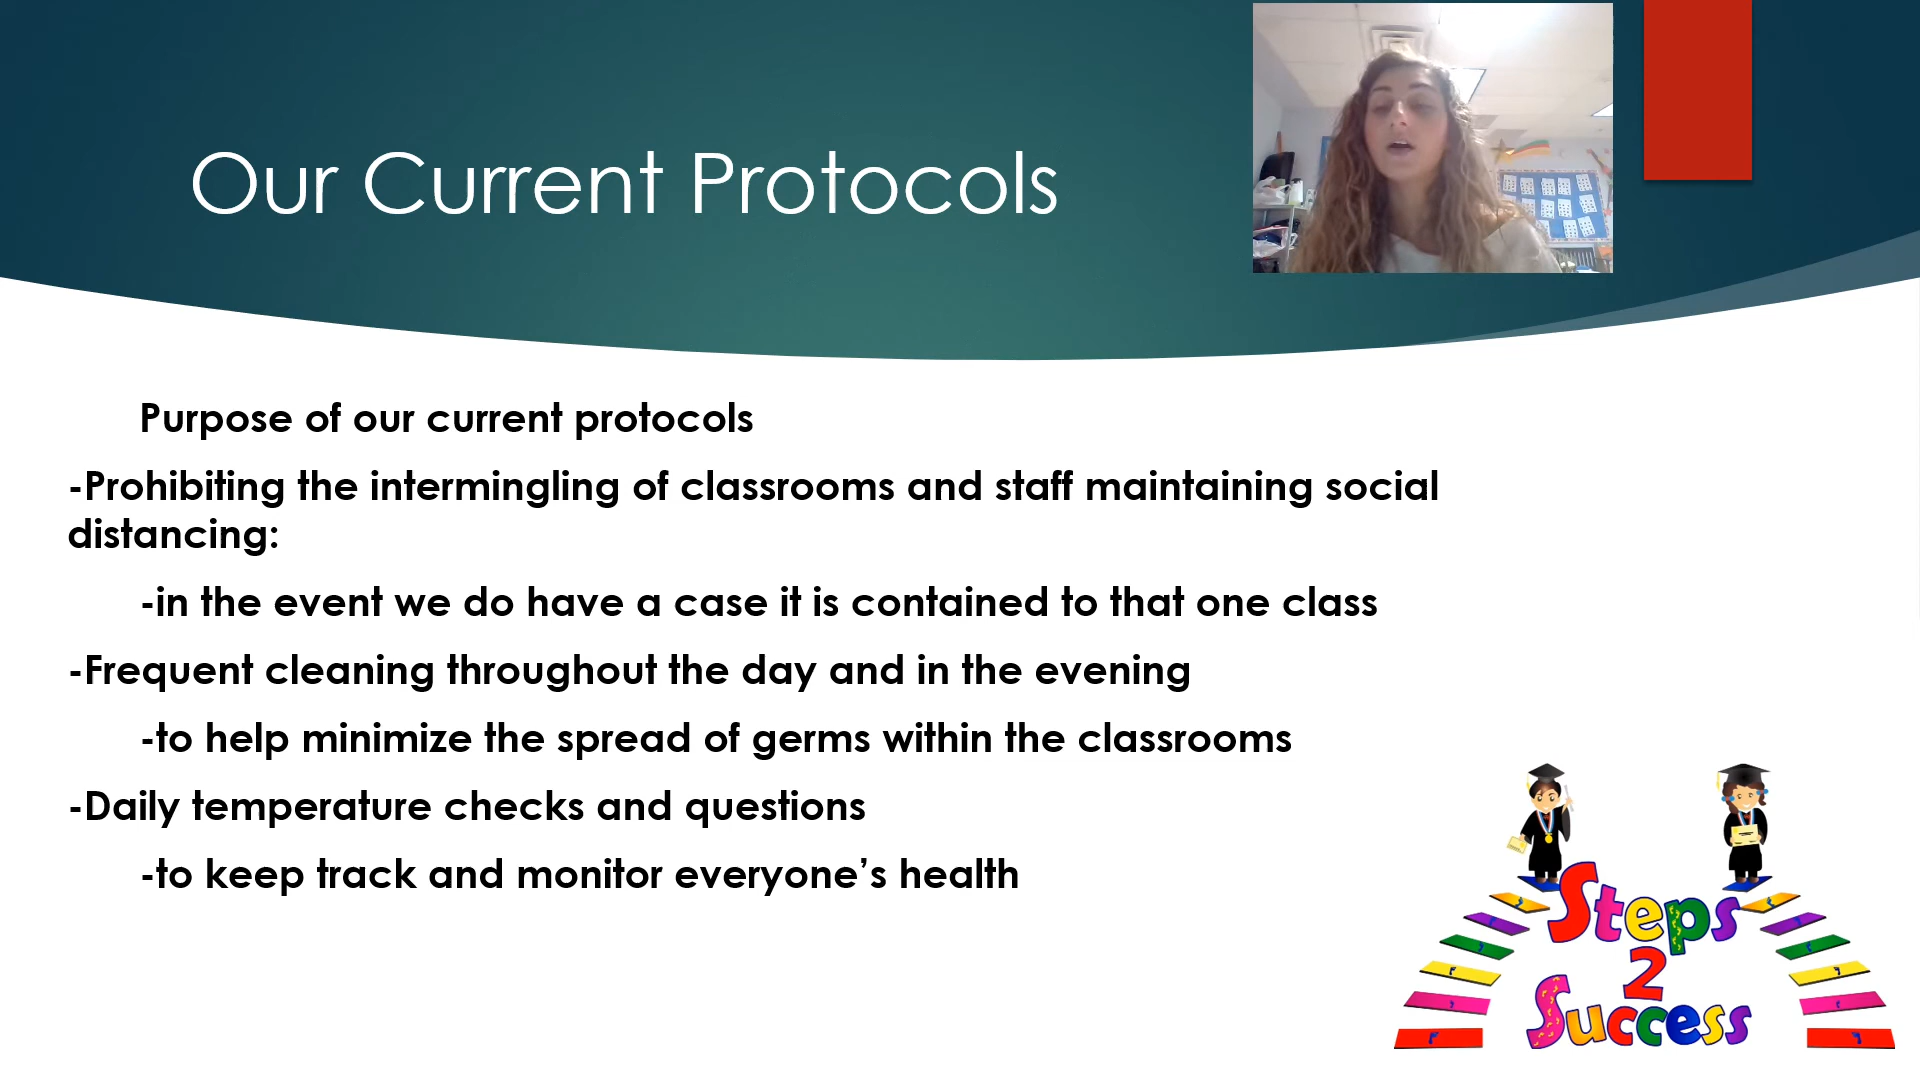 Our Current Protocols
Purpose of our current protocols
-Prohibiting the intermingling of classrooms and staff maintaining social
distancing:
-in the event we do have a case it is contained to that one class
-Frequent cleaning throughout the day and in the evening
-to help minimize the spread of germs within the classrooms
-Daily temperature checks and questions
-to keep track and monitor everyone’s health
Steps
2
Success